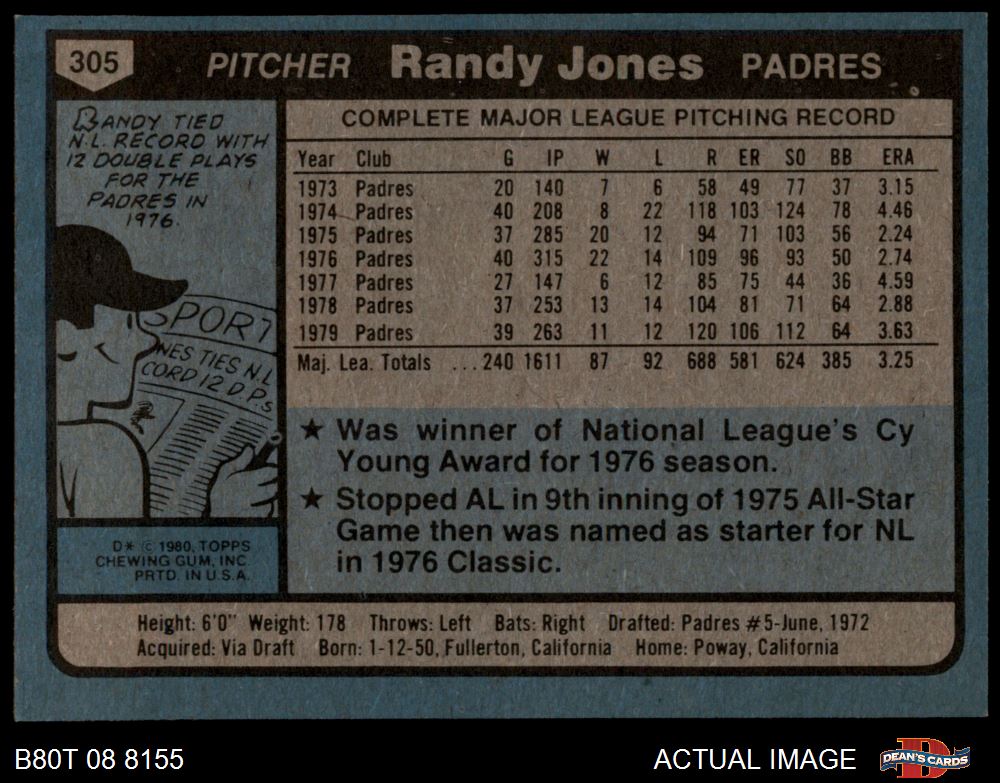 305 PITCHER Randy Jones PADRES
RANDY TIED
N.L. RECORD WITH
12 DOUBLE PLAYS
FOR THE
PADRES IN
1976.
SPORT
NES TIES N.L
CORD 12 D.P.s
D* © 1980, TOPPS
CHEWING GUM, INC.
PRTD. IN U.S.A.
COMPLETE MAJOR LEAGUE PITCHING RECORD
Year Club G IP W L R ER SO BB ERA
1973 Padres 20 140 7 6 58 49 77 37 3.15
1974 Padres 40 208 8 22 118 103 124 78 4.46
1975 Padres 37 285 20 12 94 71 103 56 2.24
1976 Padres 40 315 22 14 109 96 93 50 2.74
1977 Padres 27 147 6 12 85 75 44 36 4.59
1978 Padres 37 253 13 14 104 81 71 64 2.88
1979 Padres 39 263 11 12 120 106 112 64 3.63
Maj. Lea. Totals ...240 1611 87 92 688 581 624 385 3.25
★ Was winner of National League's Cy
Young Award for 1976 season.
★ Stopped AL in 9th inning of 1975 All-Star
Game then was named as starter for NL
in 1976 Classic.
Height: 6'0" Weight: 178 Throws: Left Bats: Right Drafted: Padres #5-June, 1972
Acquired: Via Draft Born: 1-12-50, Fullerton, California Home: Poway, California
B80T 08 8155 ACTUAL IMAGE DEAN'S CARDS